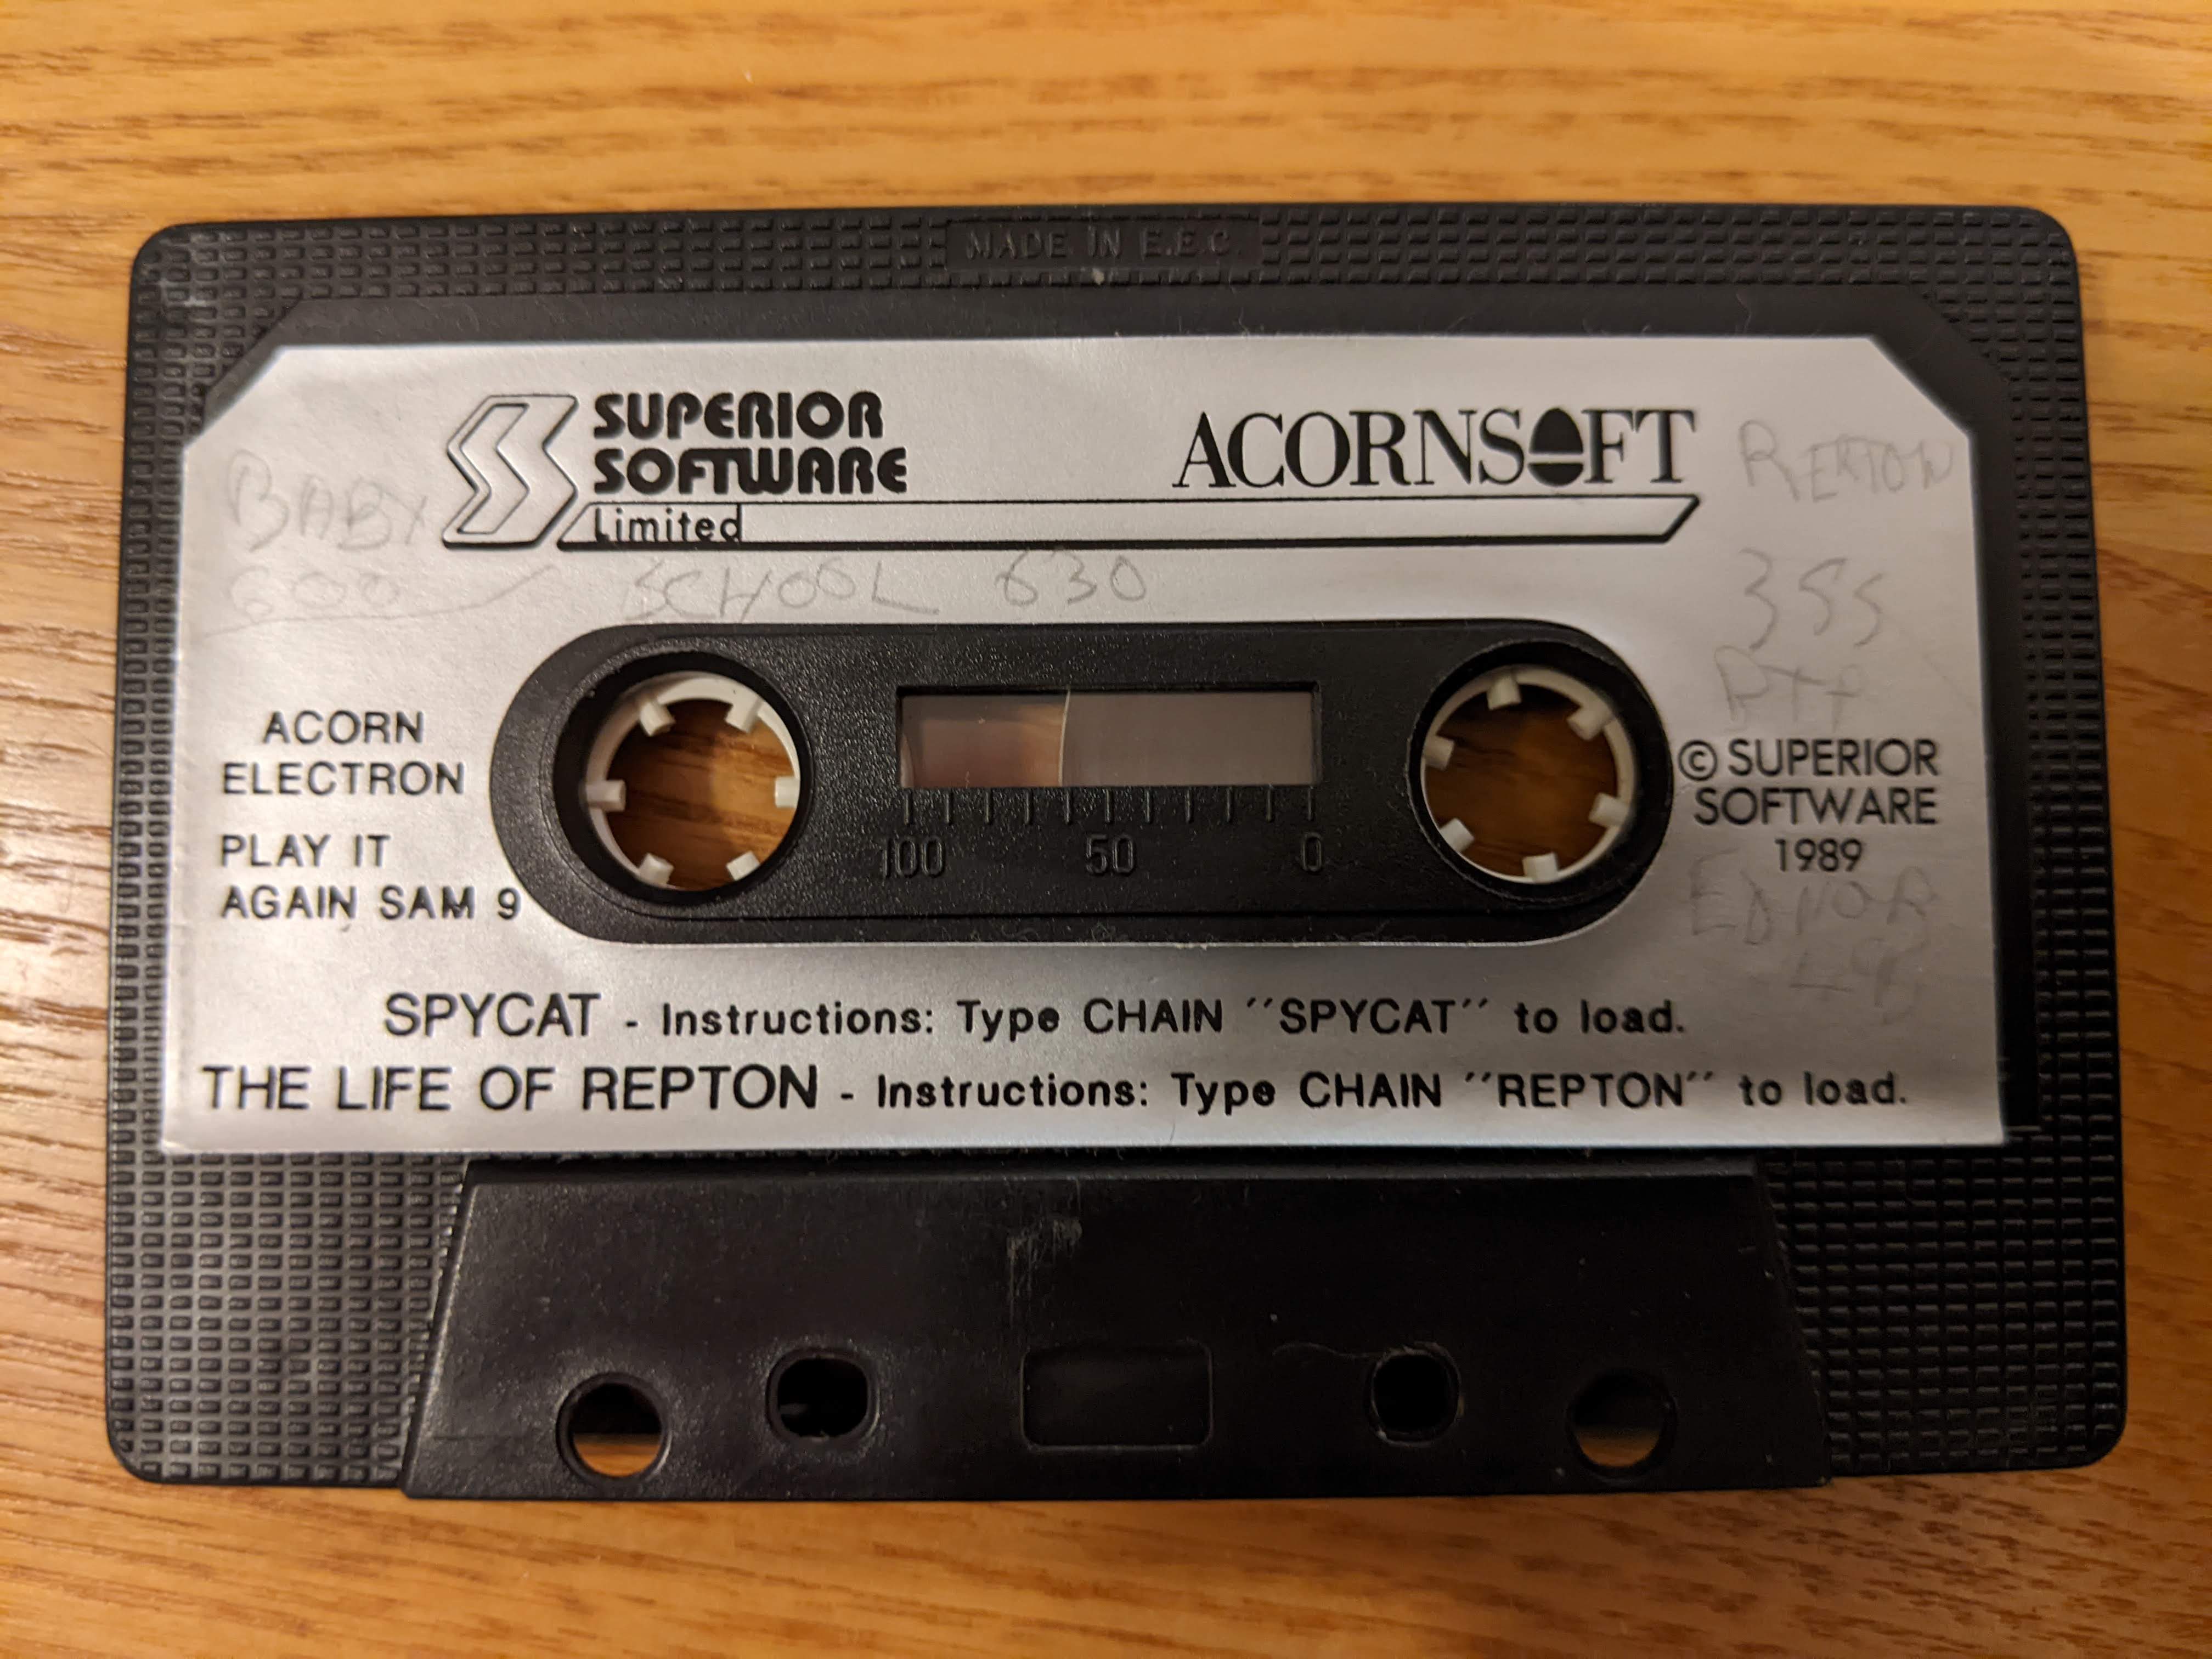 MADE IN E.E.C.
SUPERIOR
SOFTWARE
Limited
ACORNSOFT
REPTON
BABY
600
SCHOOL 630
355
ACORN
ELECTRON
PLAY IT
AGAIN SAM 9
100 50 0
© SUPERIOR
SOFTWARE
1989
SPYCAT - Instructions: Type CHAIN "SPYCAT" to load.
THE LIFE OF REPTON - Instructions: Type CHAIN "REPTON" to load.